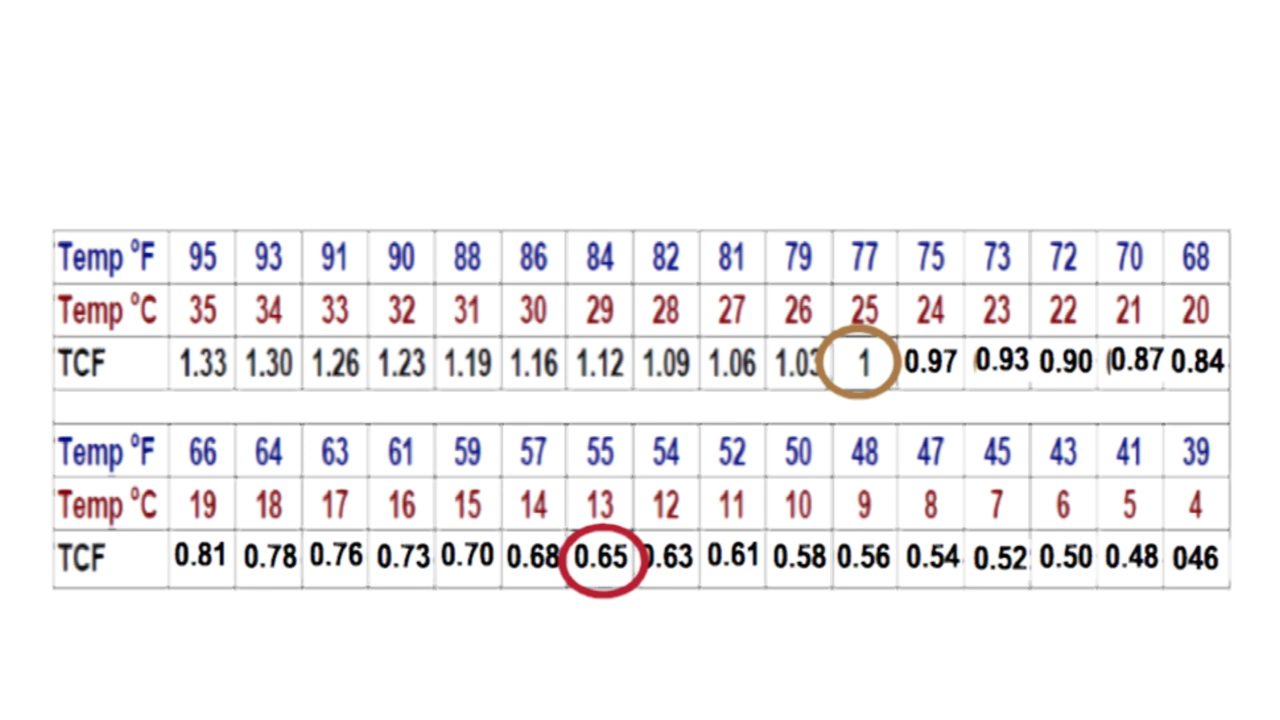 Temp °F 95 93 91 90 88 86 84 82 81 79 77 75 73 72 70 68
Temp °C 35 34 33 32 31 30 29 28 27 26 25 24 23 22 21 20
TCF 1.33 1.30 1.26 1.23 1.19 1.16 1.12 1.09 1.06 1.03 1 0.97 0.93 0.90 0.87 0.84
Temp °F 66 64 63 61 59 57 55 54 52 50 48 47 45 43 41 39
Temp °C 19 18 17 16 15 14 13 12 11 10 9 8 7 6 5 4
TCF 0.81 0.78 0.76 0.73 0.70 0.68 0.65 0.63 0.61 0.58 0.56 0.54 0.52 0.50 0.48 046